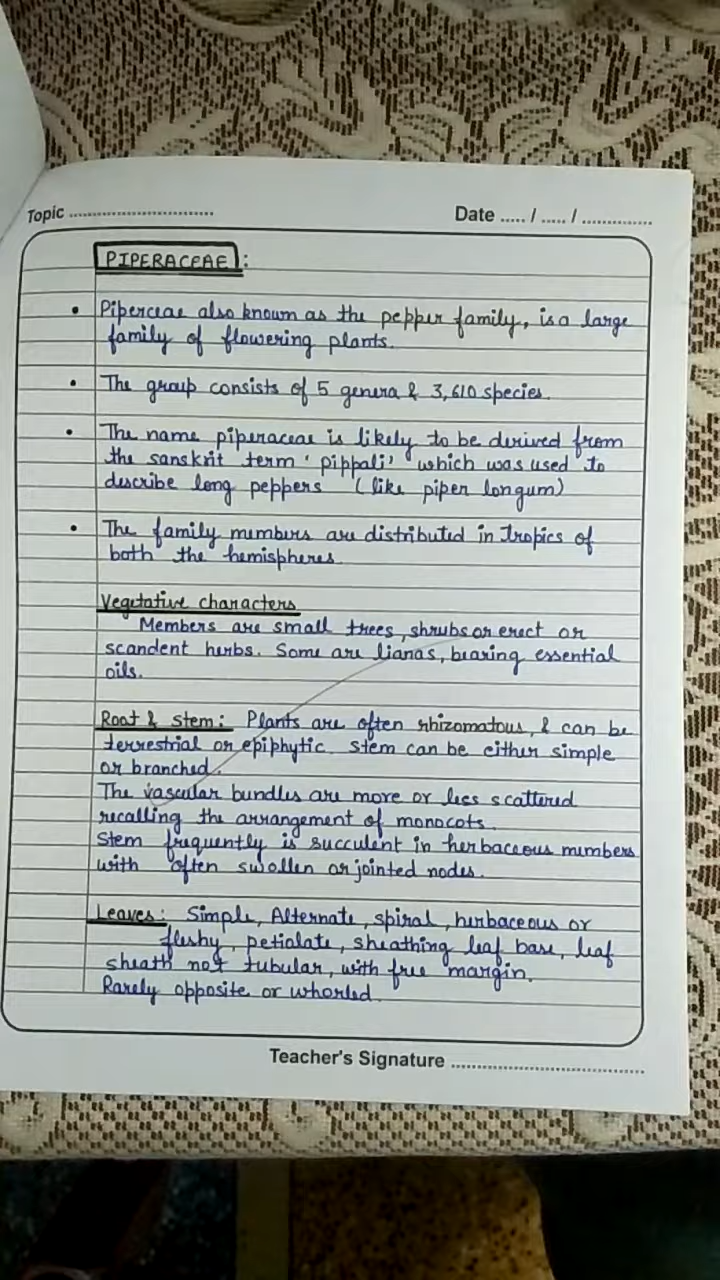 Topic ............................
Date ..... / ..... / ..............
PIPERACEAE :
• Piperceae also known as the pepper family, is a large
family of flowering plants.
• The group consists of 5 genera & 3,610 species.
• The name piperaceae is likely to be derived from
the sanskrit term 'pippali' which was used to
describe long peppers (like piper longum)
• The family members are distributed in tropics of
both the hemispheres.
Vegetative characters
Members are small trees, shrubs or erect or
scandent herbs. Some are lianas, bearing essential
oils.
Root & stem: Plants are often rhizomatous, & can be
terrestrial or epiphytic. stem can be either simple
or branched.
The vascular bundles are more or less scattered
recalling the arrangement of monocots.
Stem frequently is succulent in herbaceous members
with often swollen or jointed nodes.
Leaves: Simple, Alternate, spiral, herbaceous or
fleshy, petiolate, sheathing leaf base, leaf
sheath not tubular, with free margin.
Rarely opposite or whorled.
Teacher's Signature ......................................